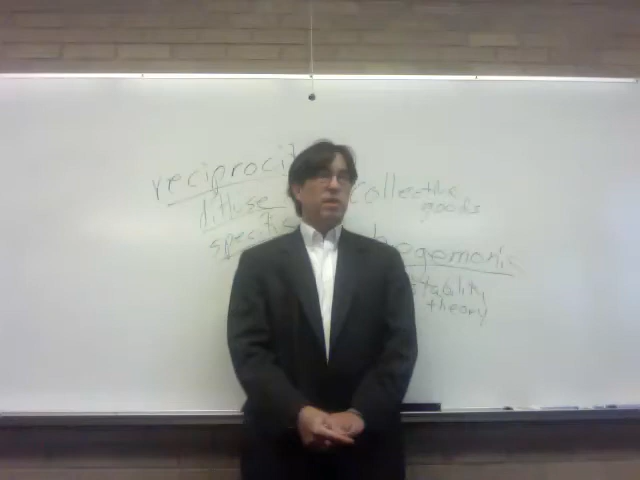 reciproci
diffuse
specific
collective
goods
hegemonic
stability
theory